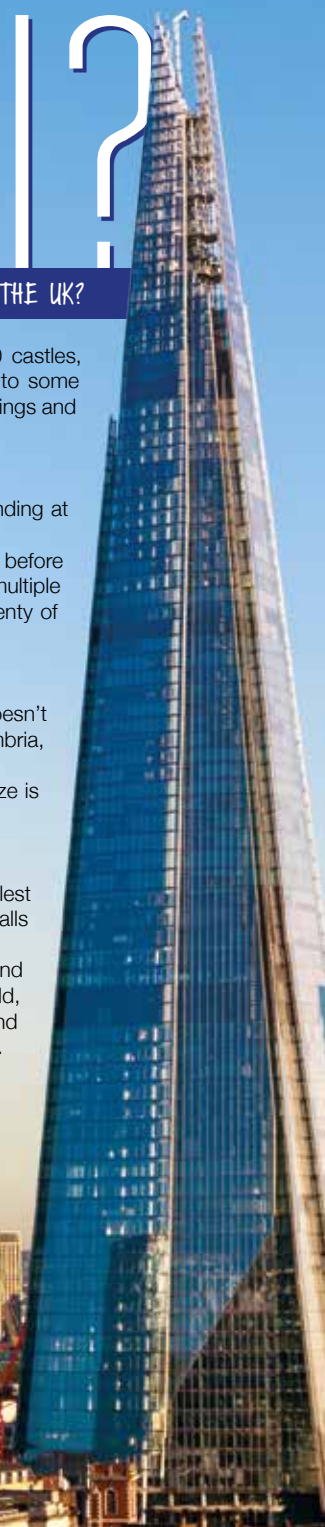 I?
THE UK?
castles,
to some
ings and
nding at
before
multiple
enty of
oesn't
mbria,
ze is
lest
alls
nd
ld,
nd